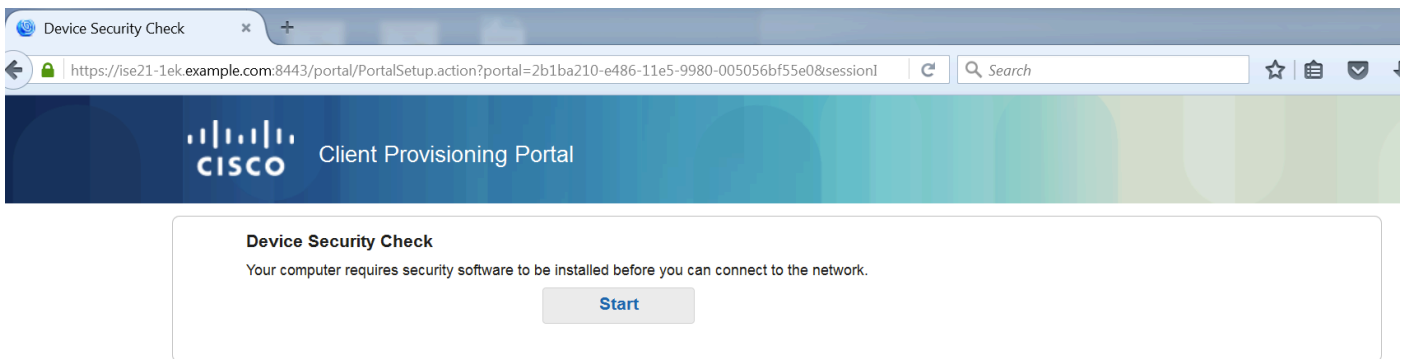 Device Security Check
https://ise21-1ek.example.com:8443/portal/PortalSetup.action?portal=2b1ba210-e486-11e5-9980-005056bf55e0&sessionI
Search
CISCO
Client Provisioning Portal
Device Security Check
Your computer requires security software to be installed before you can connect to the network.
Start